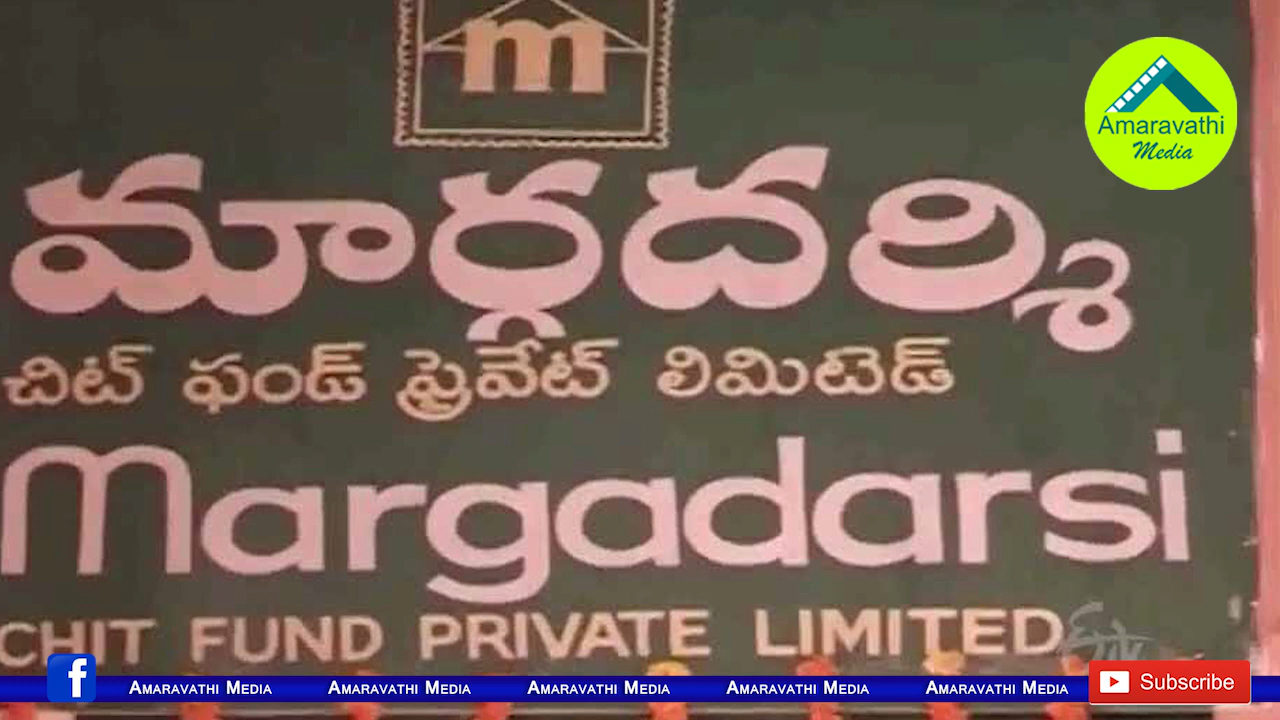 m
Amaravathi
Media
మార్గదర్శి
చిట్ ఫండ్ ప్రైవేట్ లిమిటెడ్
Margadarsi
CHIT FUND PRIVATE LIMITED
f
AMARAVATHI MEDIA AMARAVATHI MEDIA AMARAVATHI MEDIA AMARAVATHI MEDIA AMARAVATHI MEDIA
Subscribe